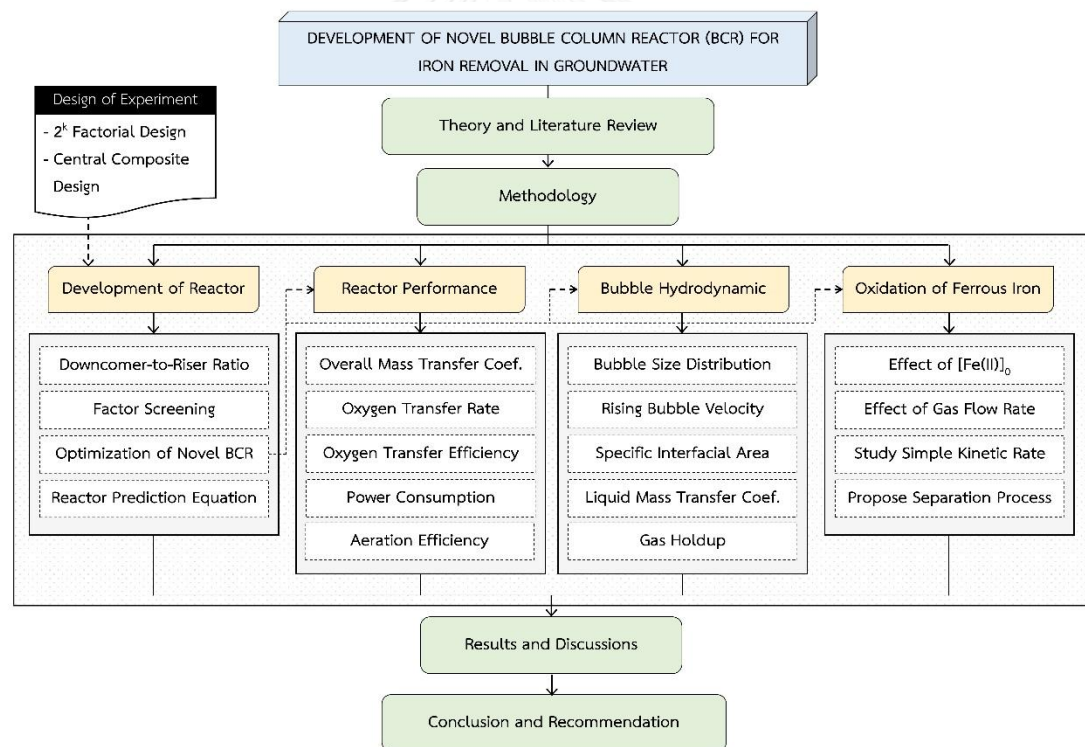 DEVELOPMENT OF NOVEL BUBBLE COLUMN REACTOR (BCR) FOR
IRON REMOVAL IN GROUNDWATER
Design of Experiment
- 2ᵏ Factorial Design
- Central Composite
Design
Theory and Literature Review
Methodology
Development of Reactor
Downcomer-to-Riser Ratio
Factor Screening
Optimization of Novel BCR
Reactor Prediction Equation
Reactor Performance
Overall Mass Transfer Coef.
Oxygen Transfer Rate
Oxygen Transfer Efficiency
Power Consumption
Aeration Efficiency
Bubble Hydrodynamic
Bubble Size Distribution
Rising Bubble Velocity
Specific Interfacial Area
Liquid Mass Transfer Coef.
Gas Holdup
Oxidation of Ferrous Iron
Effect of [Fe(II)]₀
Effect of Gas Flow Rate
Study Simple Kinetic Rate
Propose Separation Process
Results and Discussions
Conclusion and Recommendation